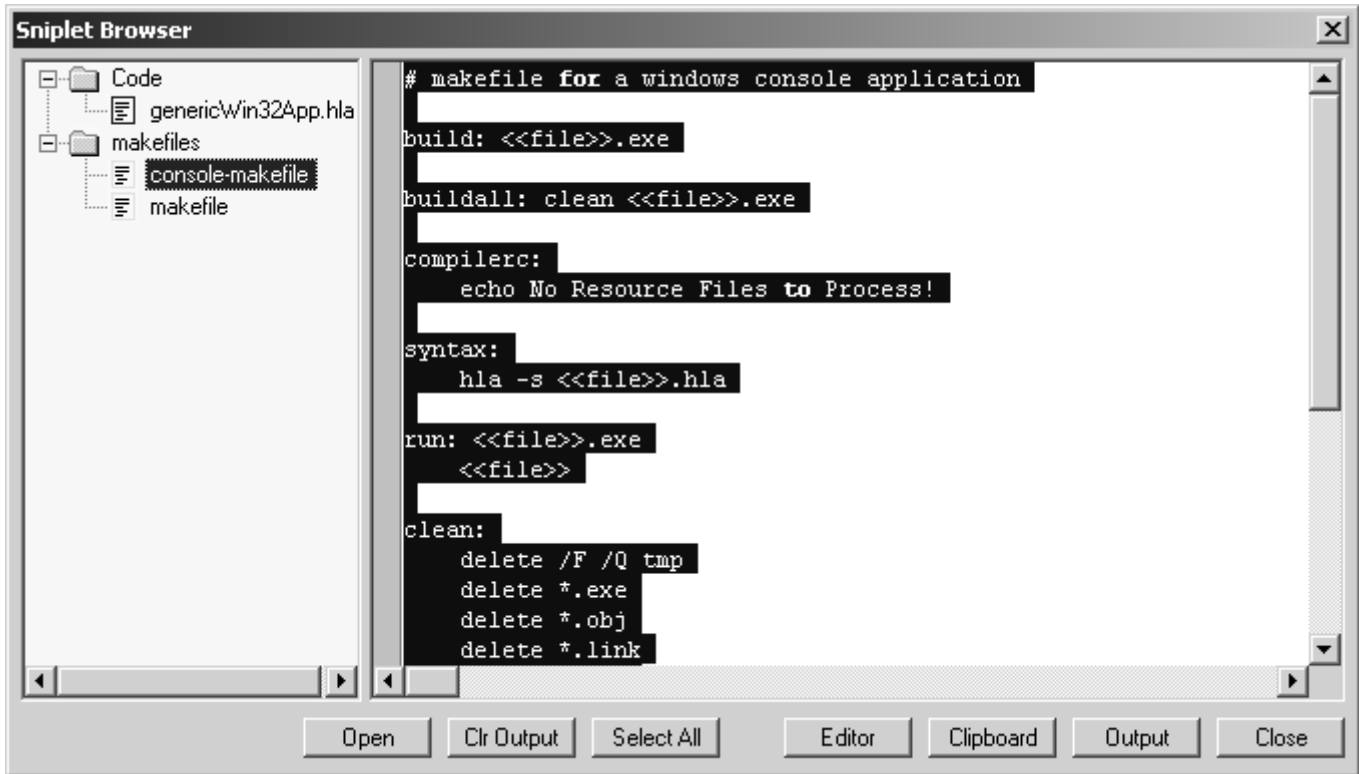 Sniplet Browser
Code
genericWin32App.hla
makefiles
console-makefile
makefile
# makefile for a windows console application
build: <<file>>.exe
buildall: clean <<file>>.exe
compilerc:
echo No Resource Files to Process!
syntax:
hla -s <<file>>.hla
run: <<file>>.exe
<<file>>
clean:
delete /F /Q tmp
delete *.exe
delete *.obj
delete *.link
Open Clr Output Select All Editor Clipboard Output Close